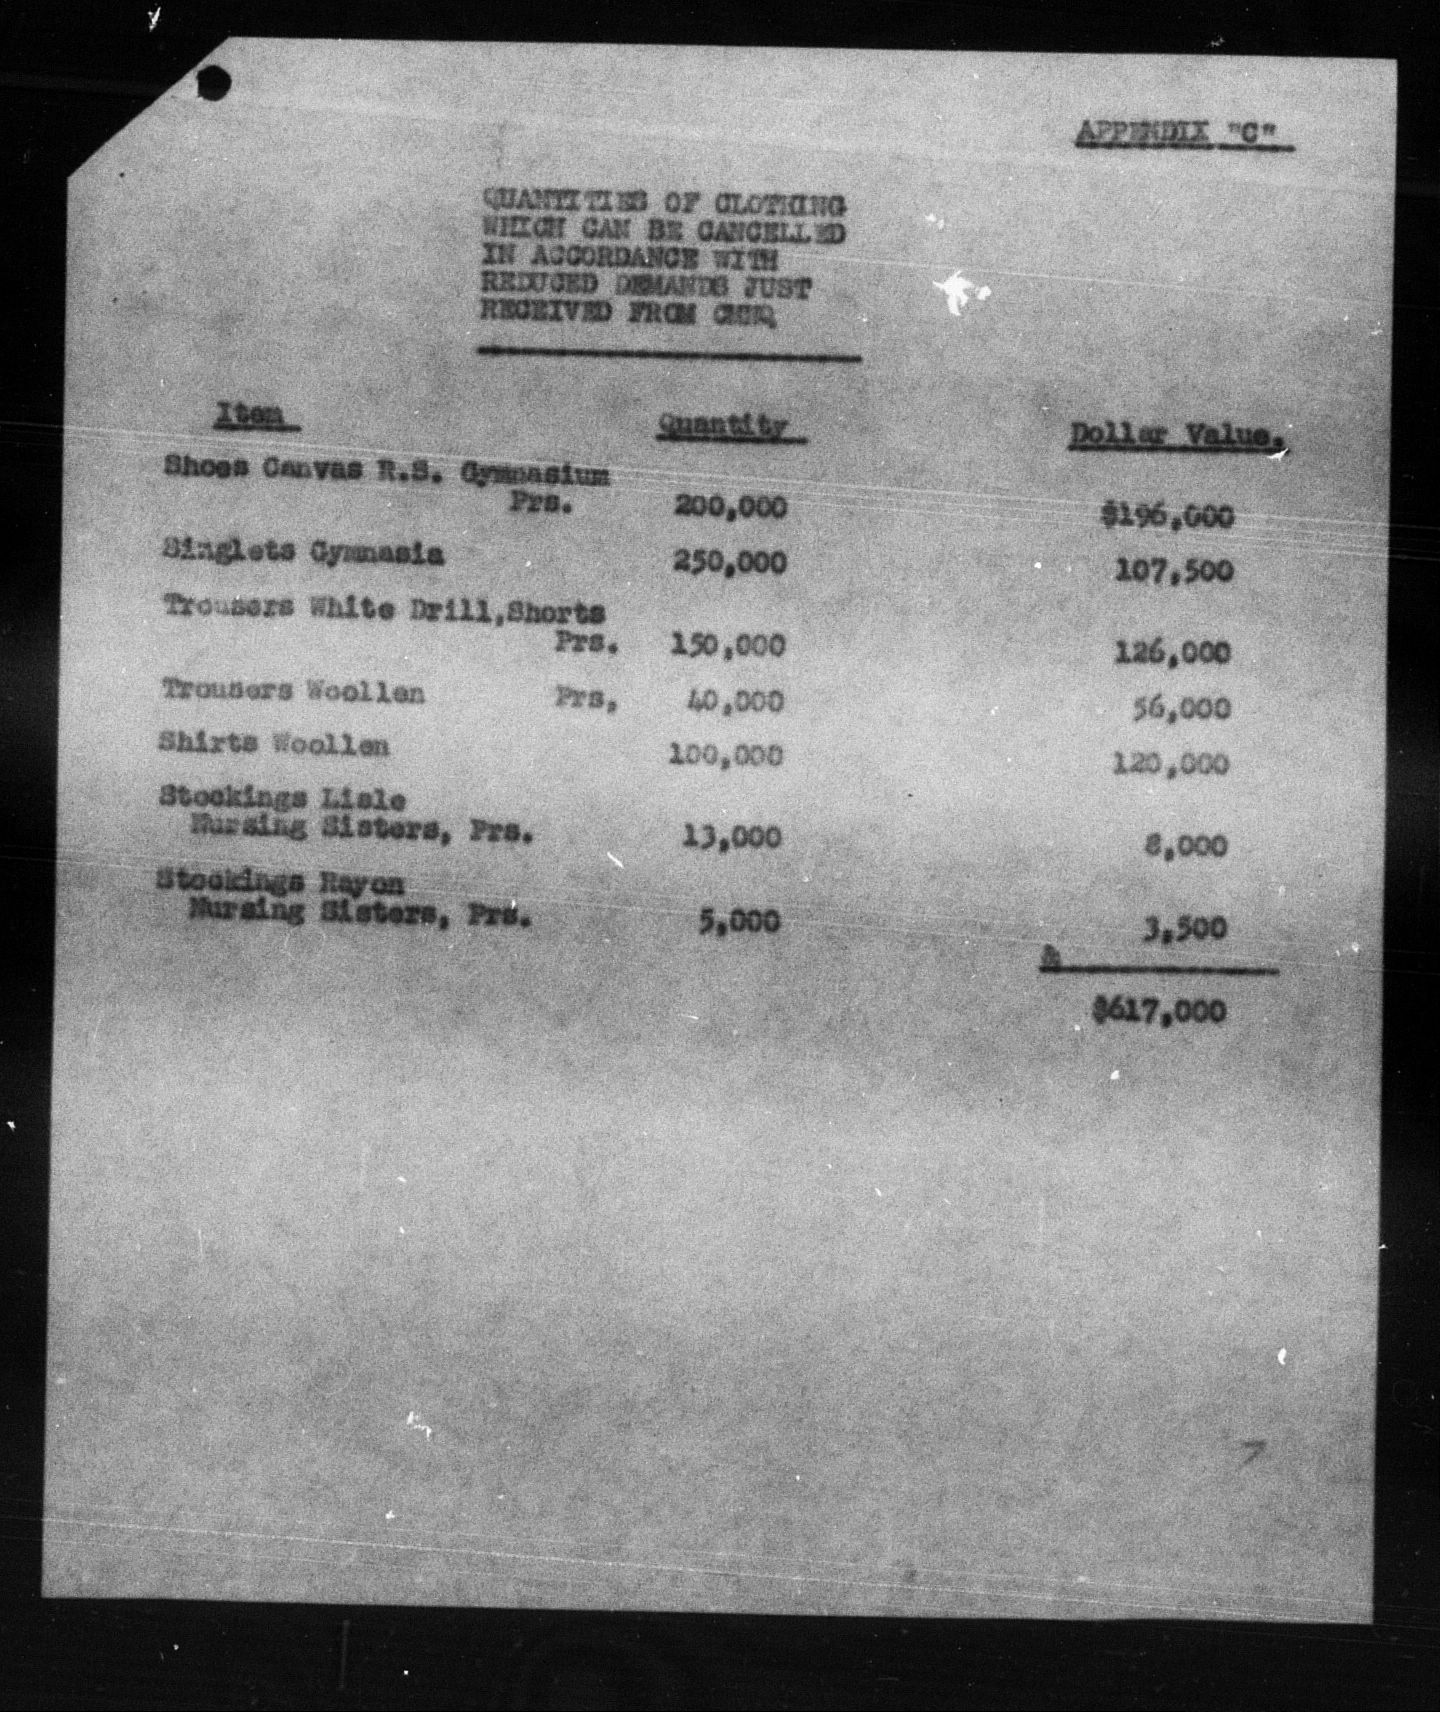 APPENDIX "C"
QUANTITIES OF CLOTHING
WHICH CAN BE CANCELLED
IN ACCORDANCE WITH
REDUCED DEMANDS JUST
RECEIVED FROM CMHQ
Item Quantity Dollar Value.
Shoes Canvas R.S. Gymnasium
Prs. 200,000 $196,000
Singlets Gymnasia 250,000 107,500
Trousers White Drill,Shorts
Prs. 150,000 126,000
Trousers Woollen Prs. 40,000 56,000
Shirts Woollen 100,000 120,000
Stockings Lisle
Nursing Sisters, Prs. 13,000 8,000
Stockings Rayon
Nursing Sisters, Prs. 5,000 3,500
$617,000
7